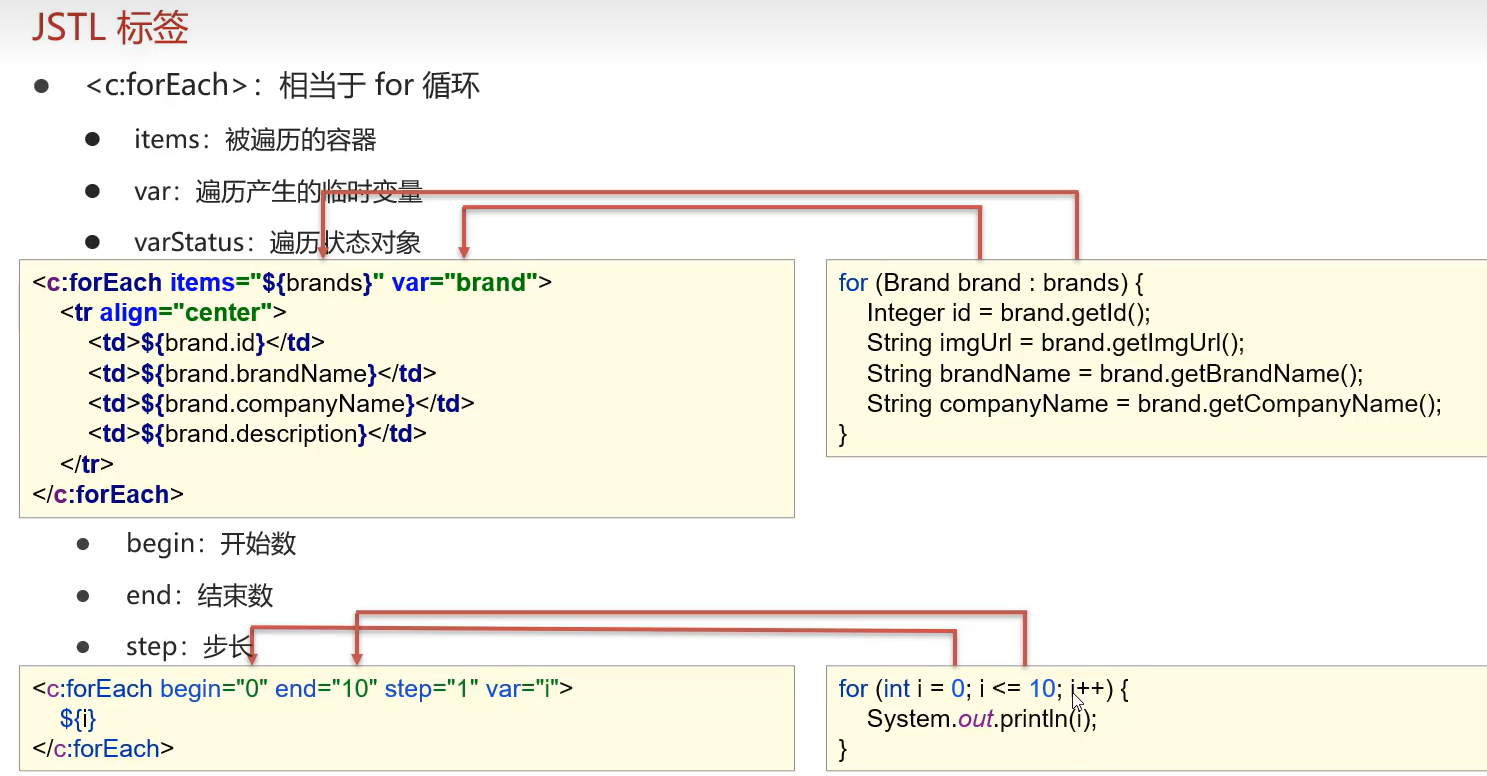 JSTL 标签
● <c:forEach>：相当于 for 循环
● items：被遍历的容器
● var：遍历产生的临时变量
● varStatus：遍历状态对象
<c:forEach items="${brands}" var="brand">
<tr align="center">
<td>${brand.id}</td>
<td>${brand.brandName}</td>
<td>${brand.companyName}</td>
<td>${brand.description}</td>
</tr>
</c:forEach>
for (Brand brand : brands) {
Integer id = brand.getId();
String imgUrl = brand.getImgUrl();
String brandName = brand.getBrandName();
String companyName = brand.getCompanyName();
}
● begin：开始数
● end：结束数
● step：步长
<c:forEach begin="0" end="10" step="1" var="i">
${i}
</c:forEach>
for (int i = 0; i <= 10; i++) {
System.out.println(i);
}